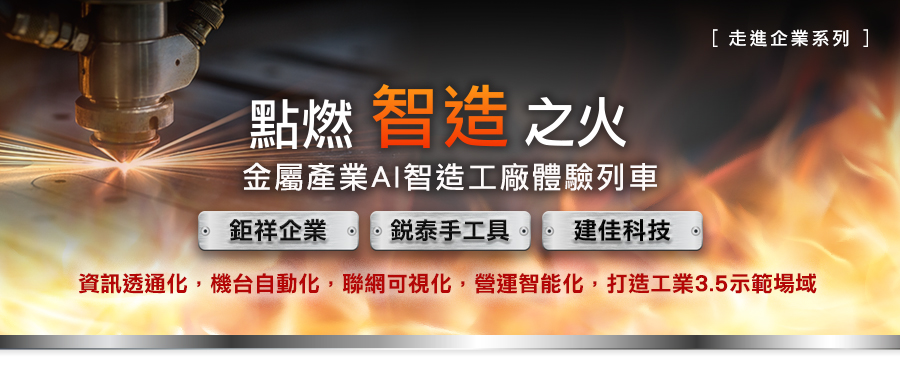 [ 走進企業系列 ]
點燃 智造 之火
金屬產業AI智造工廠體驗列車
鉅祥企業 鋭泰手工具 建佳科技
資訊透通化，機台自動化，聯網可視化，營運智能化，打造工業3.5示範場域